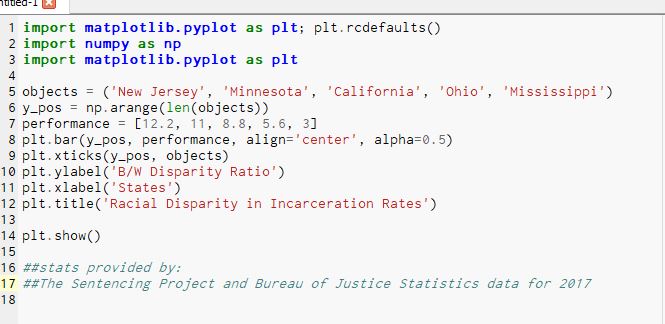 ntitled-1
1 import matplotlib.pyplot as plt; plt.rcdefaults()
2 import numpy as np
3 import matplotlib.pyplot as plt
4
5 objects = ('New Jersey', 'Minnesota', 'California', 'Ohio', 'Mississippi')
6 y_pos = np.arange(len(objects))
7 performance = [12.2, 11, 8.8, 5.6, 3]
8 plt.bar(y_pos, performance, align='center', alpha=0.5)
9 plt.xticks(y_pos, objects)
10 plt.ylabel('B/W Disparity Ratio')
11 plt.xlabel('States')
12 plt.title('Racial Disparity in Incarceration Rates')
13
14 plt.show()
15
16 ##stats provided by:
17 ##The Sentencing Project and Bureau of Justice Statistics data for 2017
18